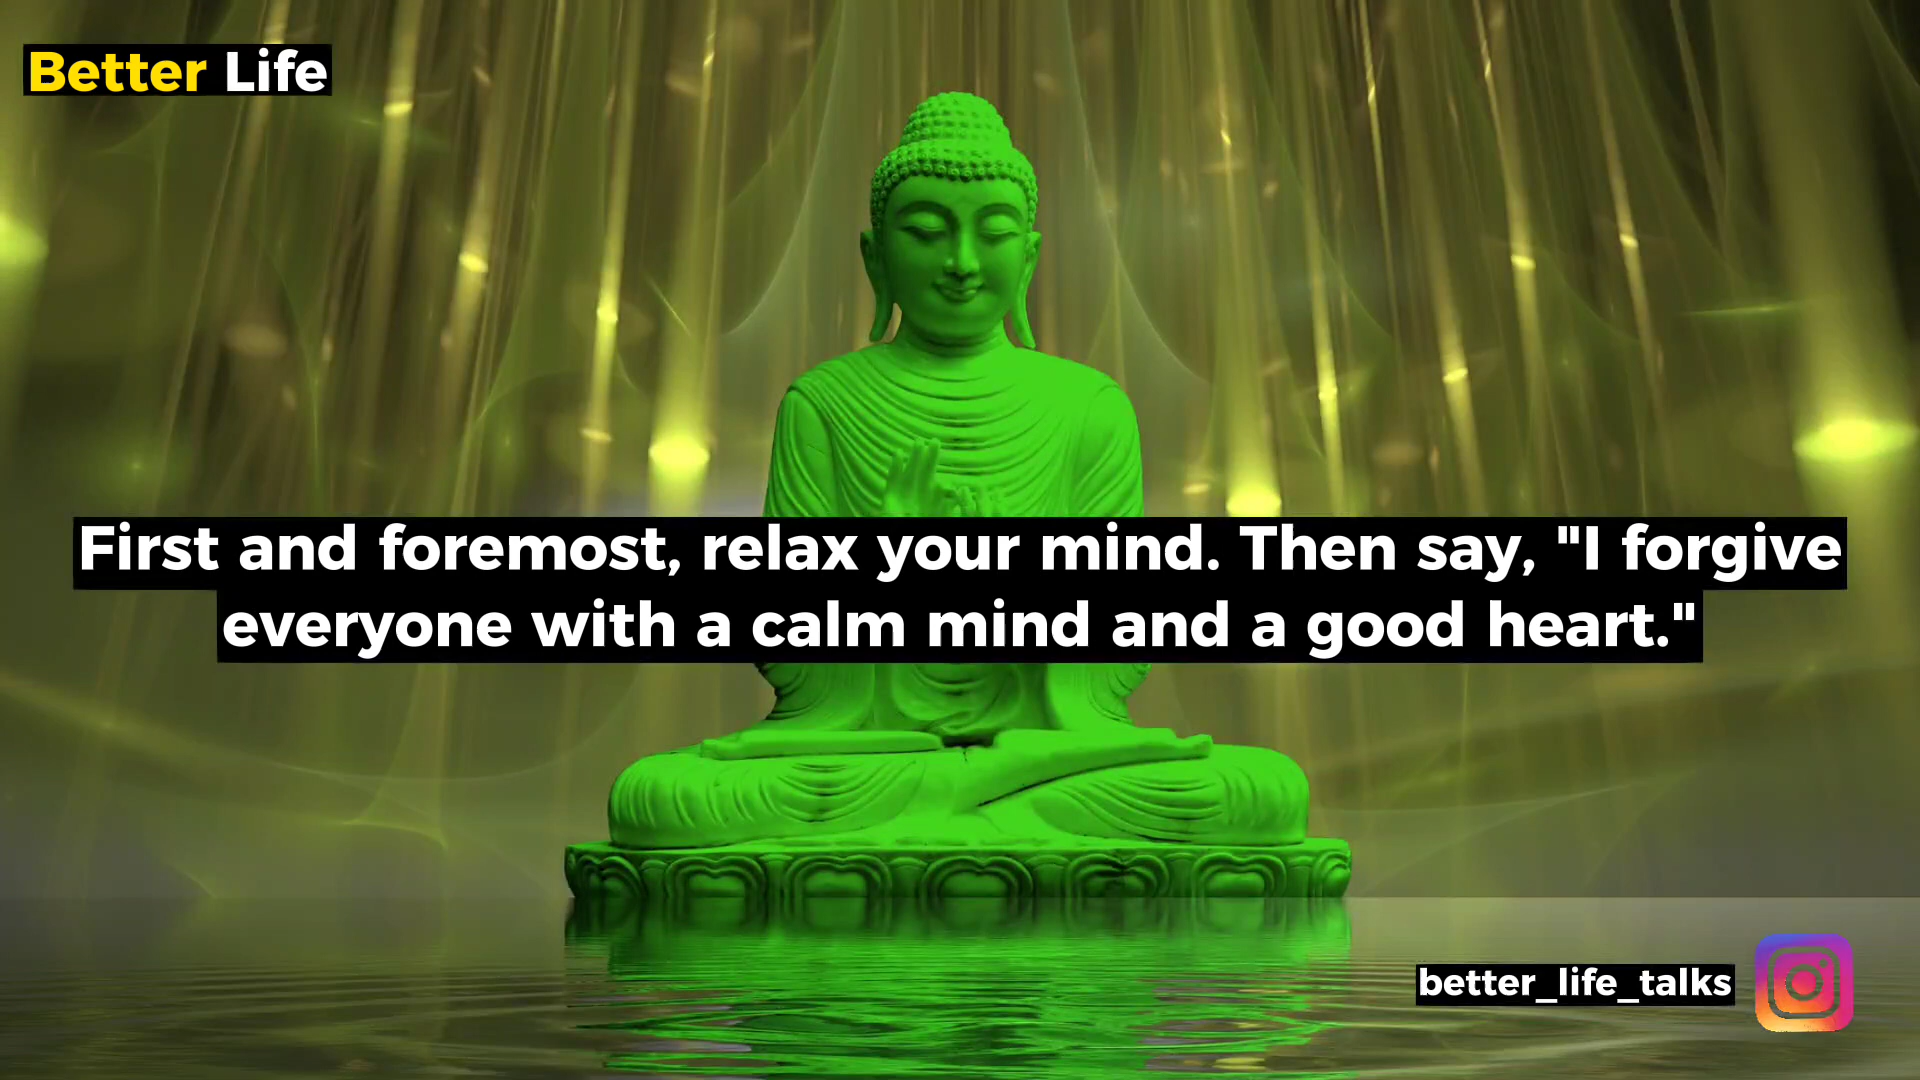 Better Life
First and foremost, relax your mind. Then say, "I forgive
everyone with a calm mind and a good heart."
better_life_talks